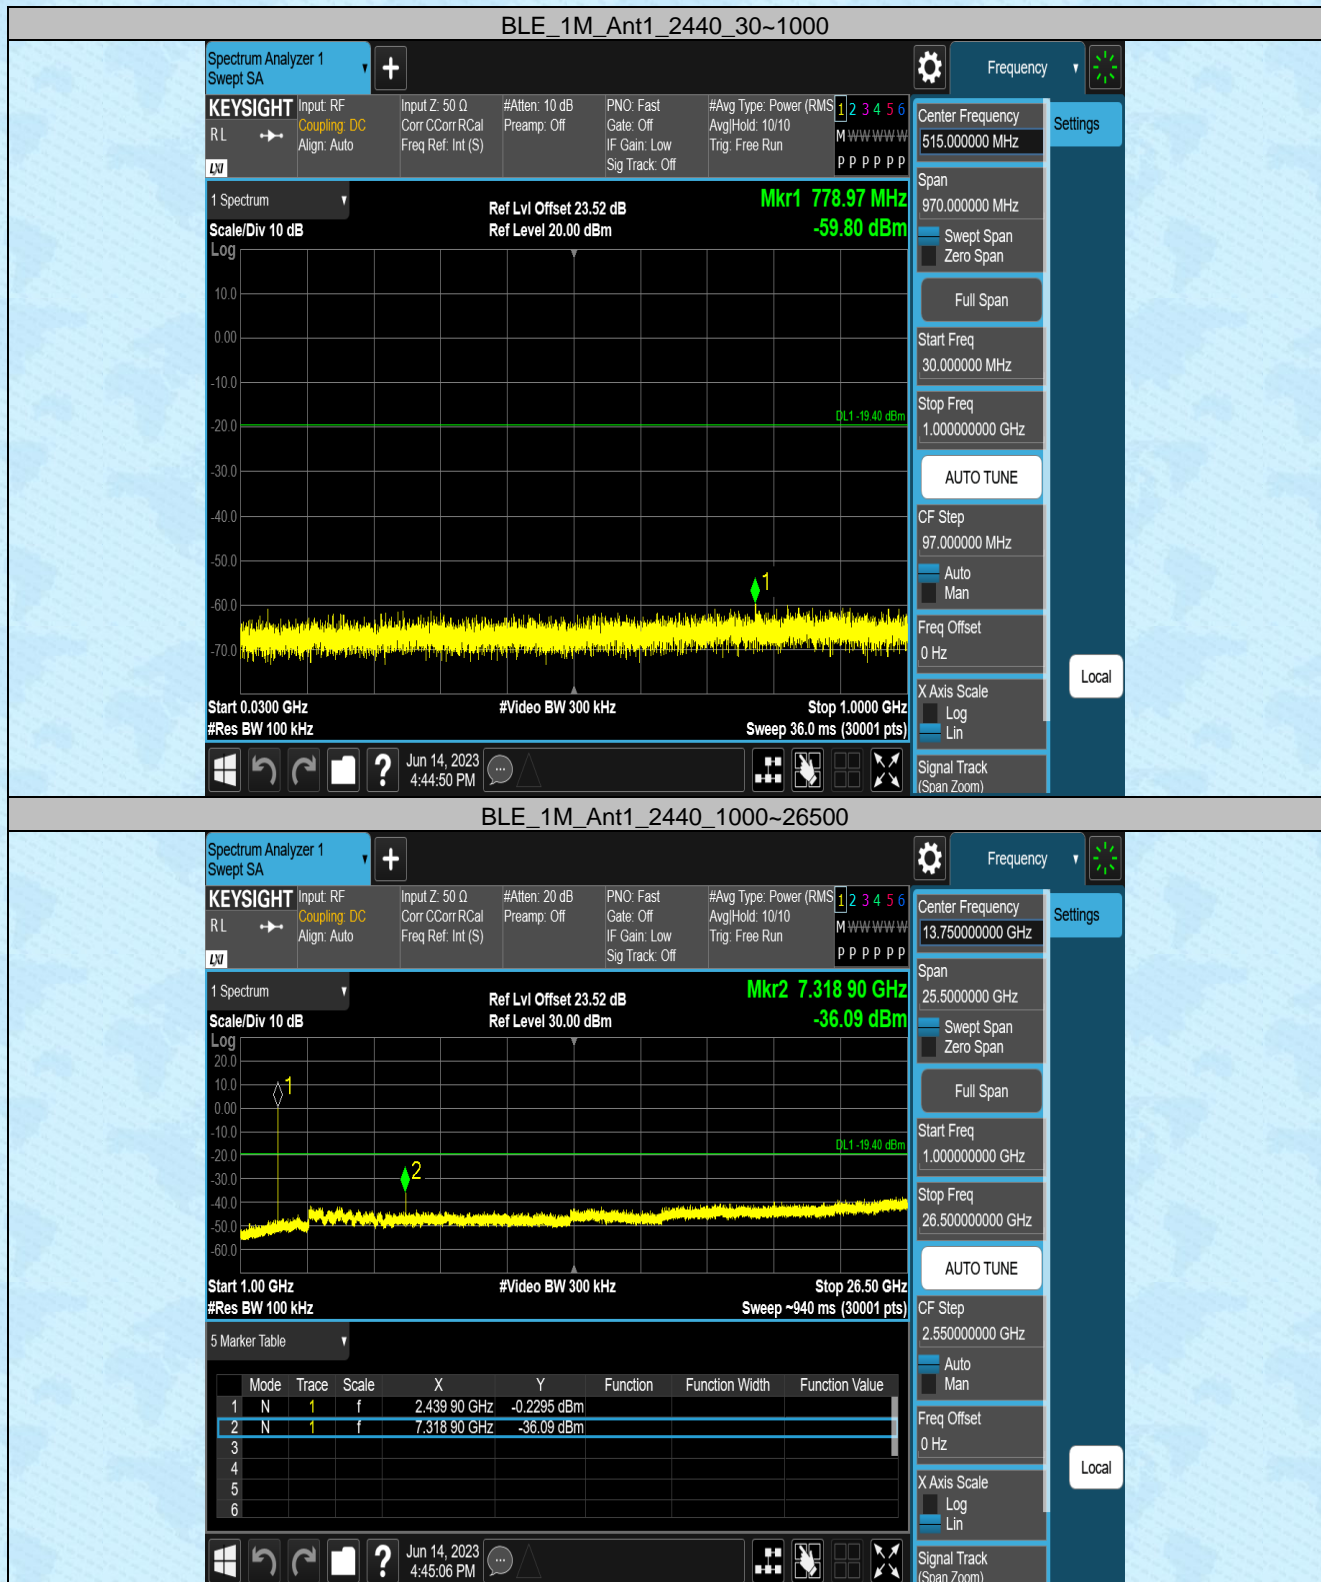 BLE_1M_Ant1_2440_30~1000
Spectrum Analyzer 1
Swept SA
Frequency
KEYSIGHT
RL
LXI
Input: RF
Coupling: DC
Align: Auto
Input Z: 50 Ω
Corr CCorr RCal
Freq Ref: Int (S)
#Atten: 10 dB
Preamp: Off
PNO: Fast
Gate: Off
IF Gain: Low
Sig Track: Off
#Avg Type: Power (RMS
Avg|Hold: 10/10
Trig: Free Run
1 2 3 4 5 6
M W W W W W
P P P P P P
Center Frequency
515.000000 MHz
Settings
Span
970.000000 MHz
Swept Span
Zero Span
Full Span
Start Freq
30.000000 MHz
Stop Freq
1.000000000 GHz
AUTO TUNE
CF Step
97.000000 MHz
Auto
Man
Freq Offset
0 Hz
X Axis Scale
Log
Lin
Signal Track
(Span Zoom)
Local
1 Spectrum
Scale/Div 10 dB
Log
Ref Lvl Offset 23.52 dB
Ref Level 20.00 dBm
Mkr1 778.97 MHz
-59.80 dBm
10.0
0.00
-10.0
DL1 -19.40 dBm
-20.0
-30.0
-40.0
-50.0
1
-60.0
-70.0
Start 0.0300 GHz
#Video BW 300 kHz
Stop 1.0000 GHz
#Res BW 100 kHz
Sweep 36.0 ms (30001 pts)
Jun 14, 2023
4:44:50 PM
BLE_1M_Ant1_2440_1000~26500
Spectrum Analyzer 1
Swept SA
Frequency
KEYSIGHT
RL
LXI
Input: RF
Coupling: DC
Align: Auto
Input Z: 50 Ω
Corr CCorr RCal
Freq Ref: Int (S)
#Atten: 20 dB
Preamp: Off
PNO: Fast
Gate: Off
IF Gain: Low
Sig Track: Off
#Avg Type: Power (RMS
Avg|Hold: 10/10
Trig: Free Run
1 2 3 4 5 6
M W W W W W
P P P P P P
Center Frequency
13.750000000 GHz
Settings
Span
25.5000000 GHz
Swept Span
Zero Span
Full Span
Start Freq
1.000000000 GHz
Stop Freq
26.500000000 GHz
AUTO TUNE
CF Step
2.550000000 GHz
Auto
Man
Freq Offset
0 Hz
X Axis Scale
Log
Lin
Signal Track
(Span Zoom)
Local
1 Spectrum
Scale/Div 10 dB
Log
Ref Lvl Offset 23.52 dB
Ref Level 30.00 dBm
Mkr2 7.318 90 GHz
-36.09 dBm
20.0
10.0
1
0.00
-10.0
DL1 -19.40 dBm
-20.0
2
-30.0
-40.0
-50.0
-60.0
Start 1.00 GHz
#Video BW 300 kHz
Stop 26.50 GHz
#Res BW 100 kHz
Sweep ~940 ms (30001 pts)
5 Marker Table
Mode Trace Scale X Y Function Function Width Function Value
1 N 1 f 2.439 90 GHz -0.2295 dBm
2 N 1 f 7.318 90 GHz -36.09 dBm
3
4
5
6
Jun 14, 2023
4:45:06 PM